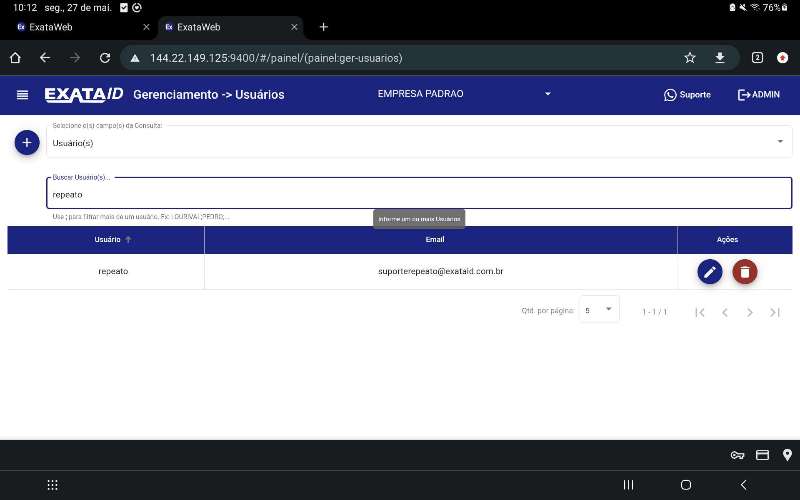 10:12 seg., 27 de mai.
76%
Ex ExataWeb
Ex ExataWeb
144.22.149.125:9400/#/painel/(painel:ger-usuarios)
2
EXATAID
Gerenciamento -> Usuários
EMPRESA PADRAO
Suporte
ADMIN
Selecione o(s) campo(s) da Consulta:
Usuário(s)
Buscar Usuário(s)...
repeato
Use ; para filtrar mais de um usuário. Ex: LOURIVAL;PEDRO;...
Informe um ou mais Usuários
Usuário
Email
Ações
repeato
suporterepeato@exataid.com.br
Qtd. por página:
5
1 - 1 / 1